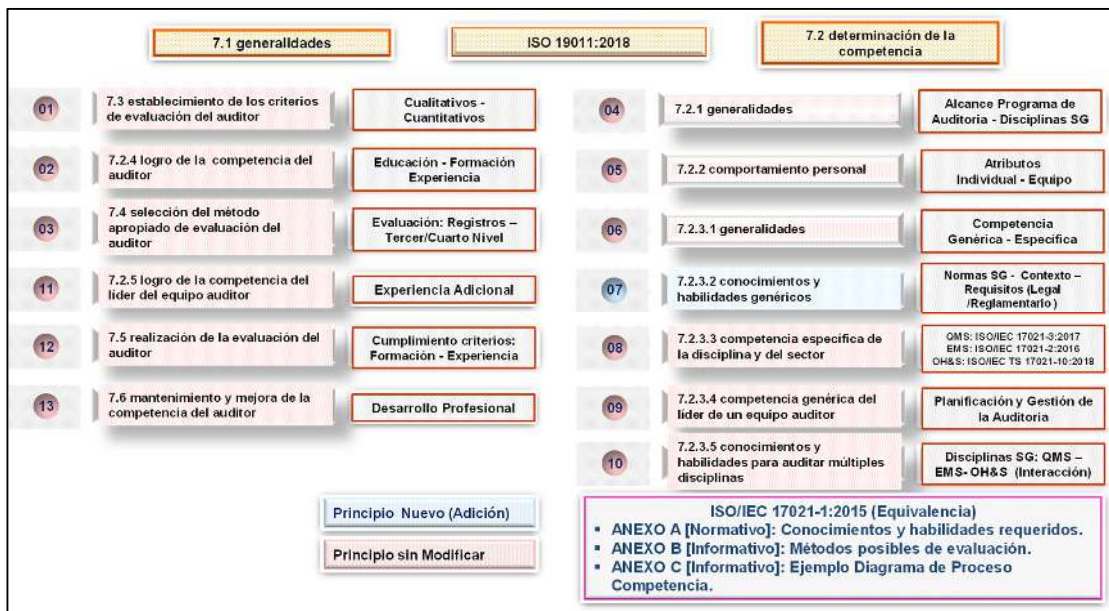 7.1 generalidades
ISO 19011:2018
7.2 determinación de la
competencia
01
7.3 establecimiento de los criterios
de evaluación del auditor
Cualitativos -
Cuantitativos
02
7.2.4 logro de la competencia del
auditor
Educación - Formación
Experiencia
03
7.4 selección del método
apropiado de evaluación del
auditor
Evaluación: Registros –
Tercer/Cuarto Nivel
11
7.2.5 logro de la competencia del
líder del equipo auditor
Experiencia Adicional
12
7.5 realización de la evaluación del
auditor
Cumplimiento criterios:
Formación - Experiencia
13
7.6 mantenimiento y mejora de la
competencia del auditor
Desarrollo Profesional
04
7.2.1 generalidades
Alcance Programa de
Auditoria - Disciplinas SG
05
7.2.2 comportamiento personal
Atributos
Individual - Equipo
06
7.2.3.1 generalidades
Competencia
Genérica - Específica
07
7.2.3.2 conocimientos y
habilidades genéricos
Normas SG - Contexto –
Requisitos (Legal
/Reglamentario )
08
7.2.3.3 competencia específica de
la disciplina y del sector
QMS: ISO/IEC 17021-3:2017
EMS: ISO/IEC 17021-2:2016
OH&S: ISO/IEC TS 17021-10:2018
09
7.2.3.4 competencia genérica del
líder de un equipo auditor
Planificación y Gestión de
la Auditoria
10
7.2.3.5 conocimientos y
habilidades para auditar múltiples
disciplinas
Disciplinas SG: QMS –
EMS- OH&S (Interacción)
Principio Nuevo (Adición)
Principio sin Modificar
ISO/IEC 17021-1:2015 (Equivalencia)
▪ ANEXO A [Normativo]: Conocimientos y habilidades requeridos.
▪ ANEXO B [Informativo]: Métodos posibles de evaluación.
▪ ANEXO C [Informativo]: Ejemplo Diagrama de Proceso
Competencia.